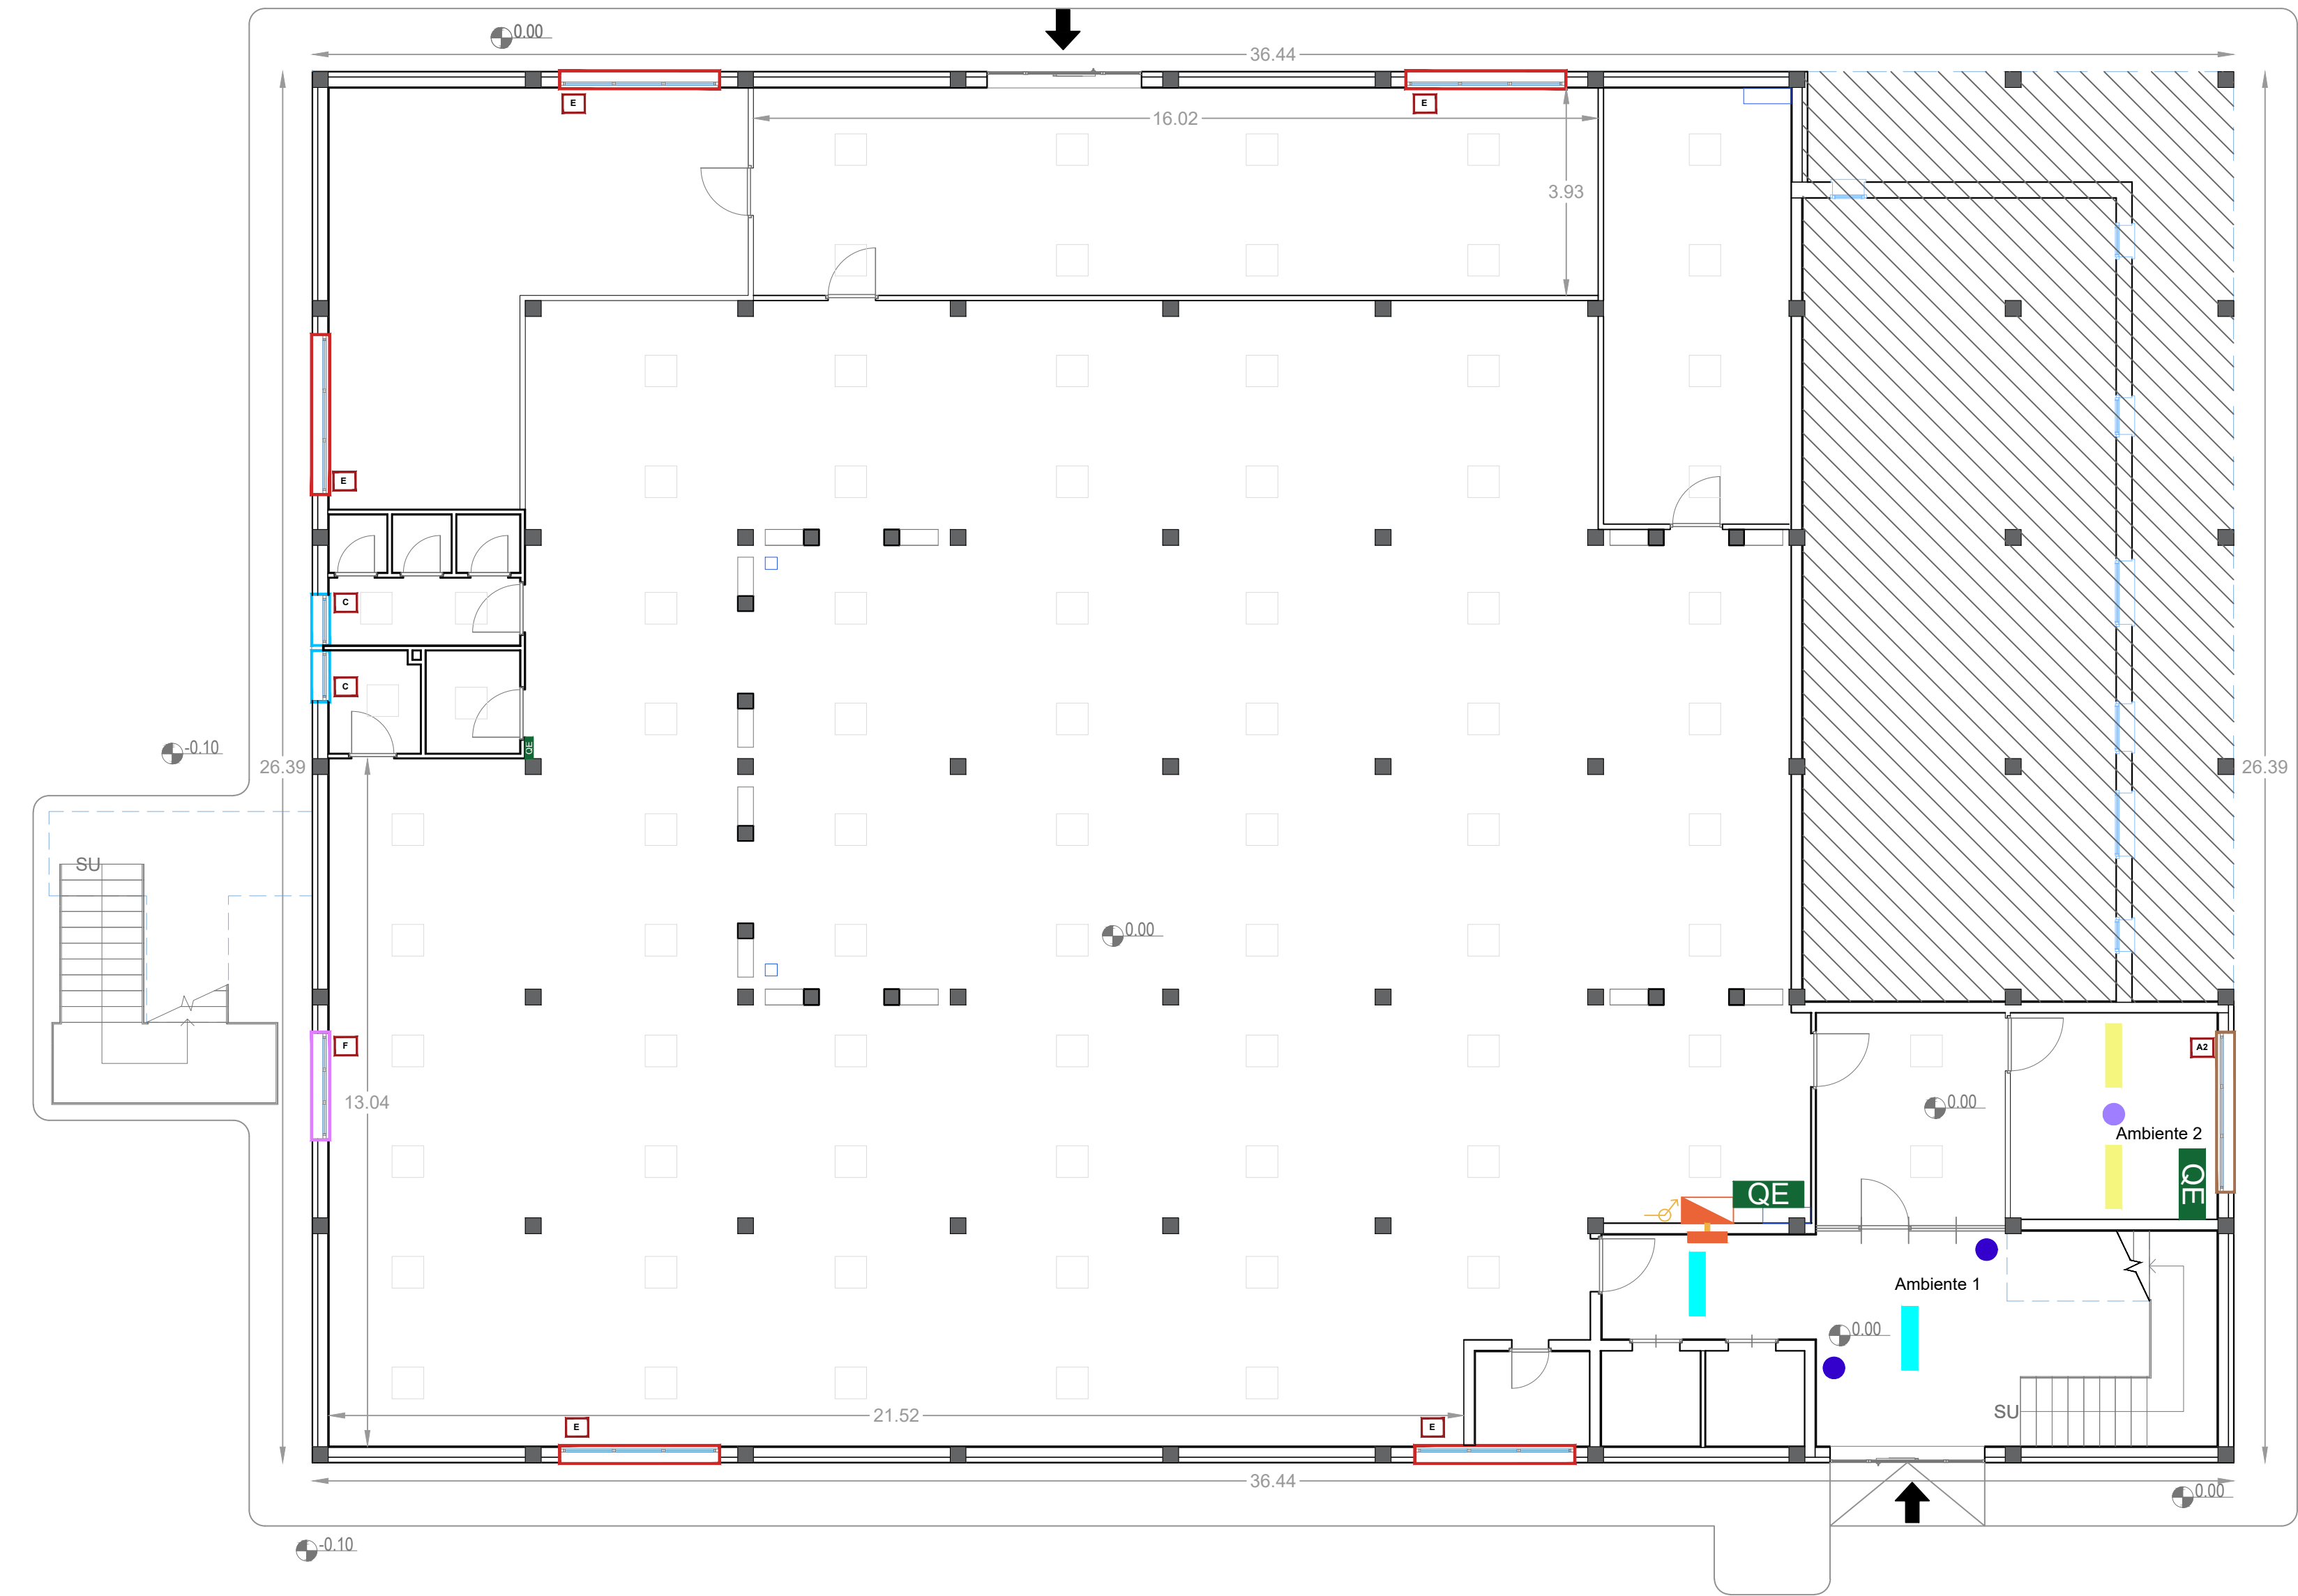 0.00
36.44
E
E
16.02
3.93
E
C
C
QE
-0.10
26.39
26.39
SU
0.00
F
A2
13.04
0.00
Ambiente 2
QE
QE
Ambiente 1
0.00
SU
21.52
E
E
36.44
0.00
-0.10